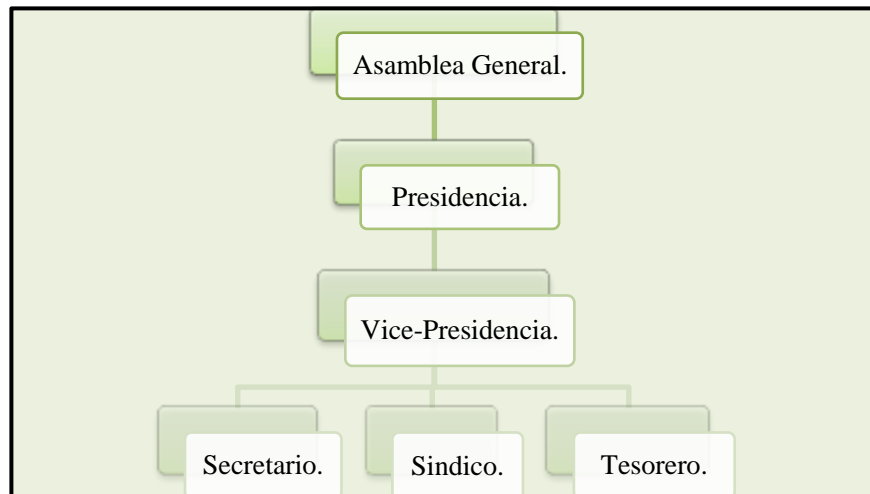 Asamblea General.
Presidencia.
Vice-Presidencia.
Secretario.
Sindico.
Tesorero.